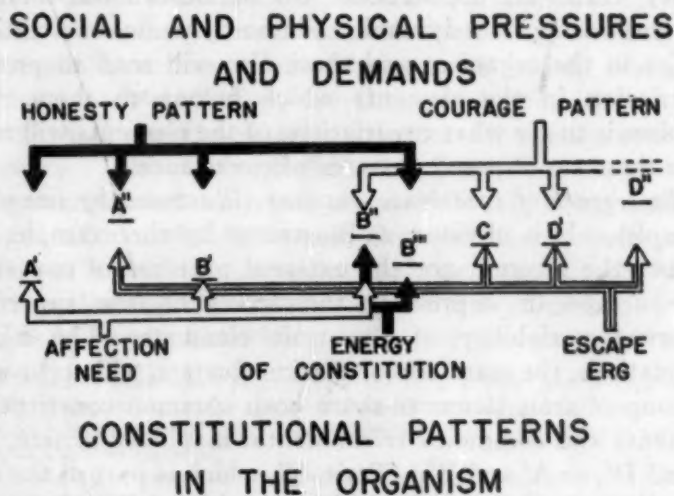 SOCIAL AND PHYSICAL PRESSURES
AND DEMANDS
HONESTY PATTERN COURAGE PATTERN
A" D"
B"
A' B' B"' C D'
AFFECTION NEED
ENERGY OF CONSTITUTION
ESCAPE ERG
CONSTITUTIONAL PATTERNS
IN THE ORGANISM